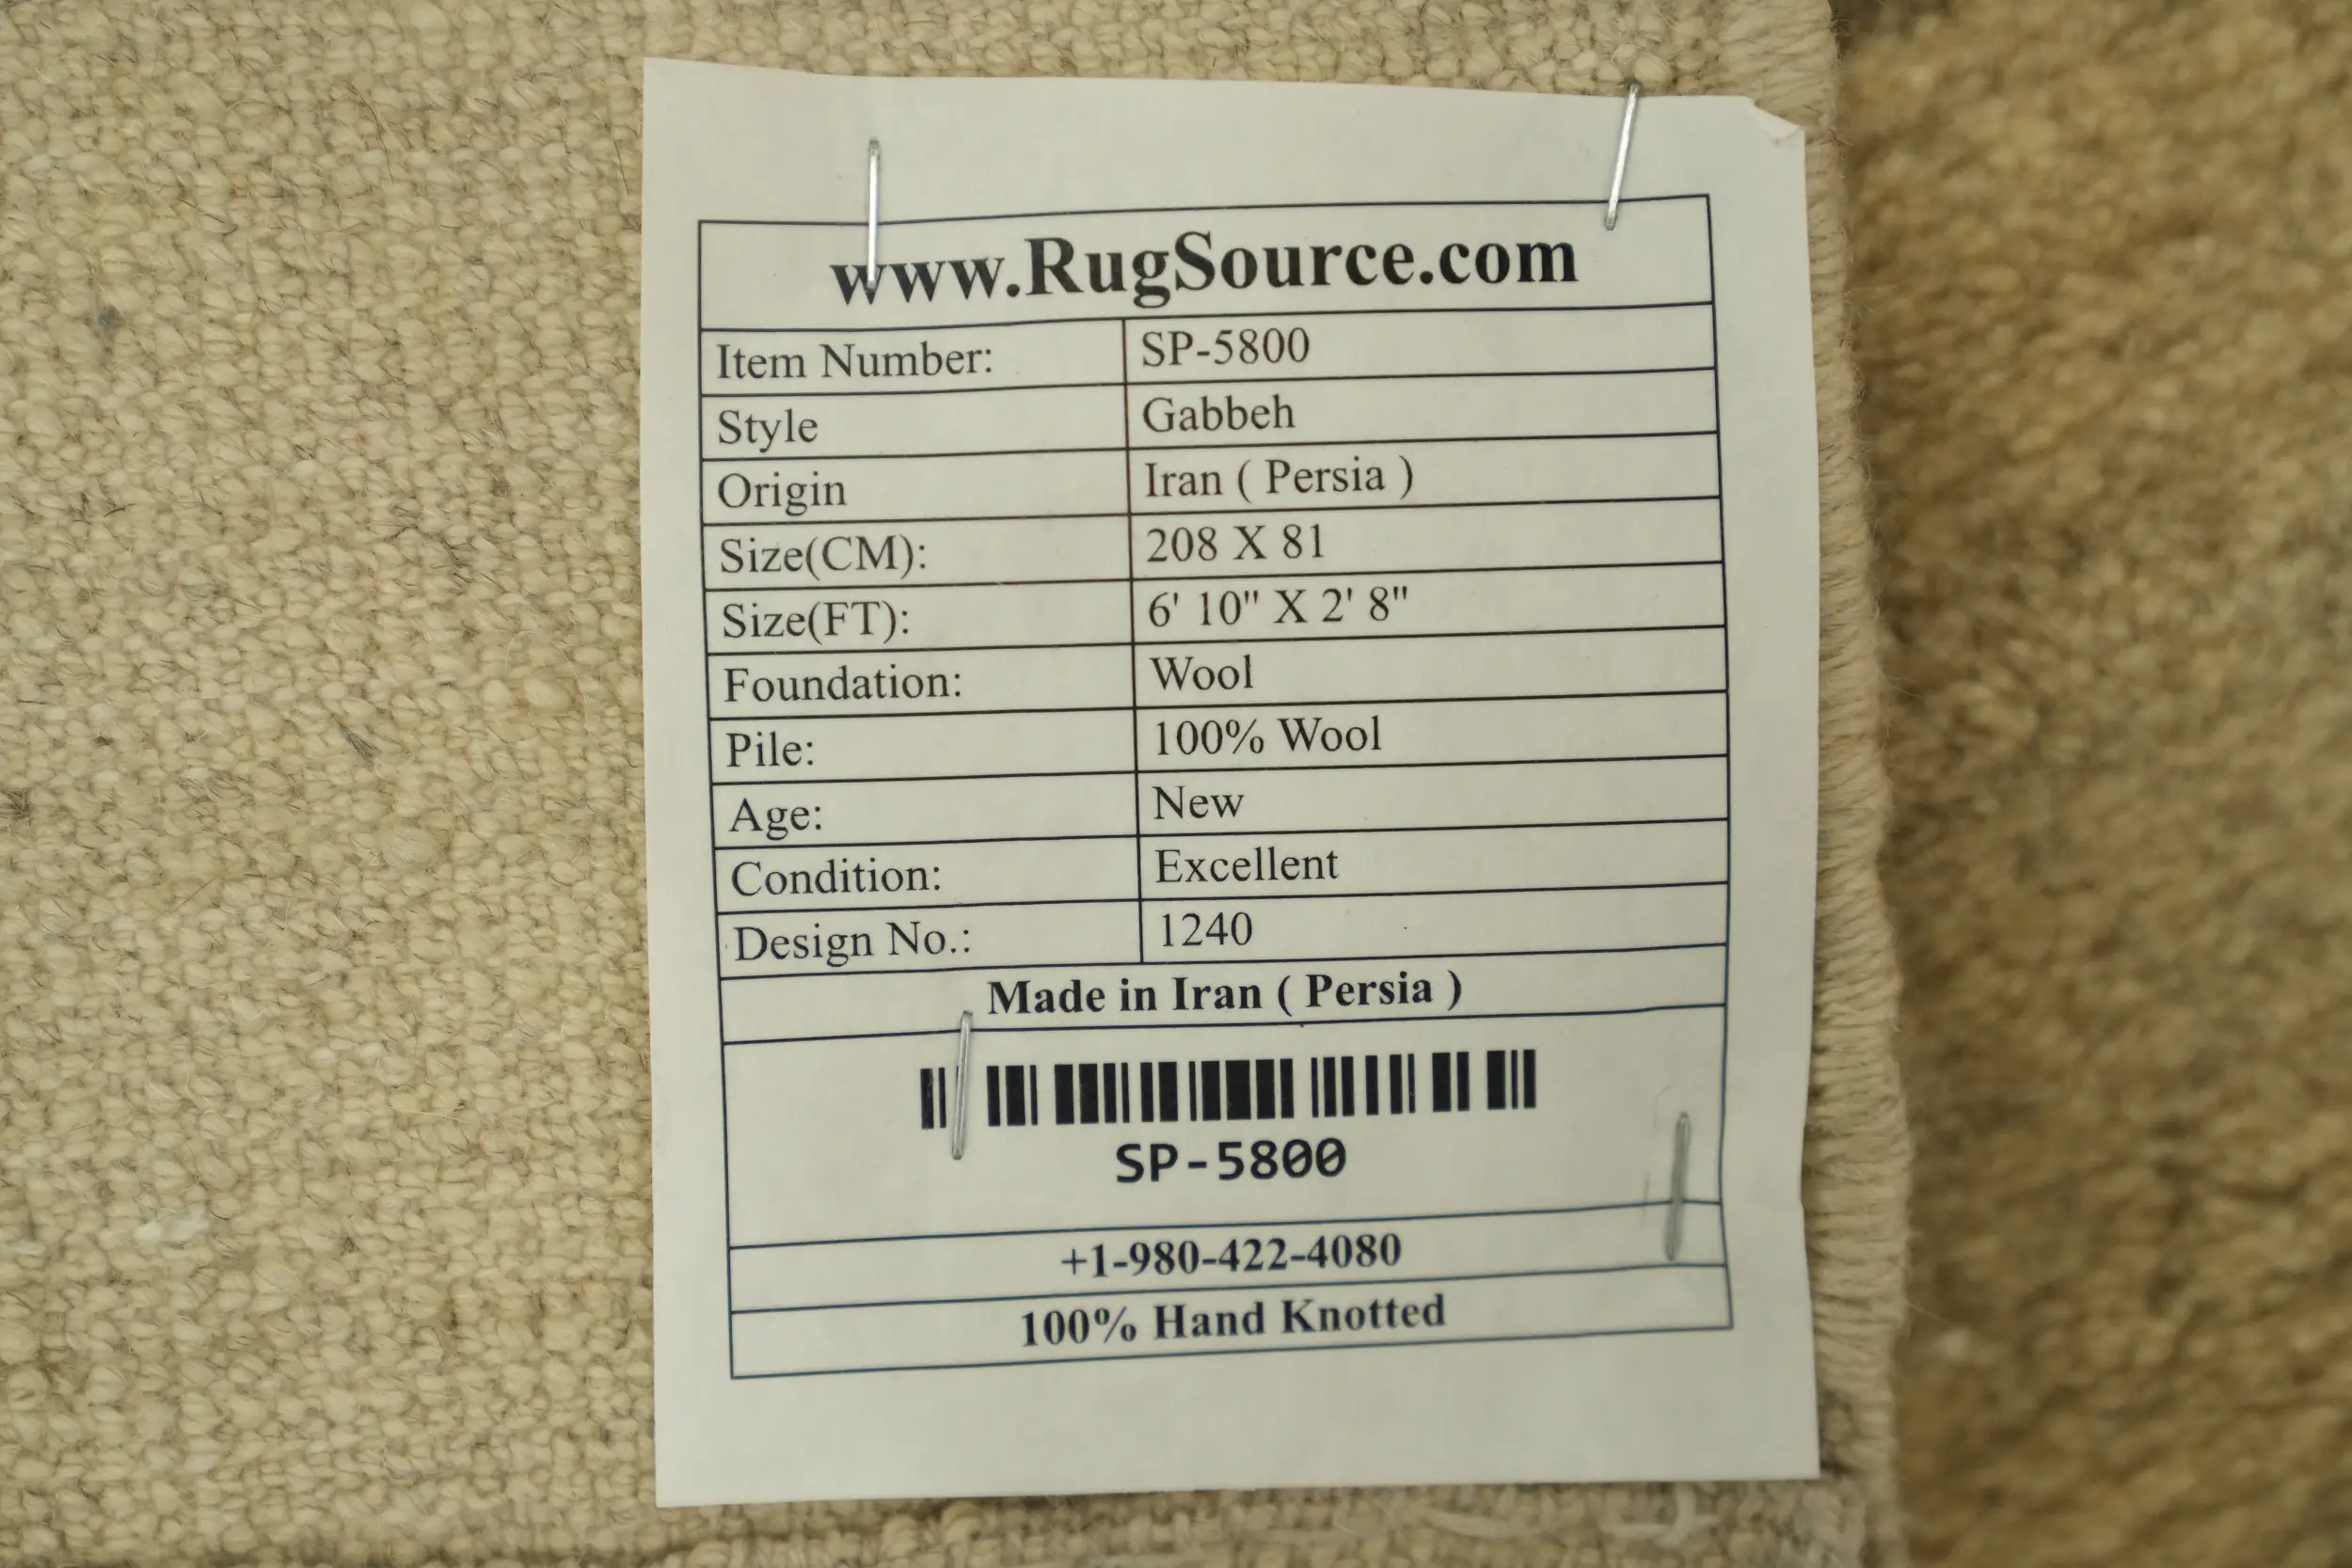 www.RugSource.com
Item Number: SP-5800
Style Gabbeh
Origin Iran ( Persia )
Size(CM): 208 X 81
Size(FT): 6' 10" X 2' 8"
Foundation: Wool
Pile: 100% Wool
Age: New
Condition: Excellent
Design No.: 1240
Made in Iran ( Persia )
SP-5800
+1-980-422-4080
100% Hand Knotted